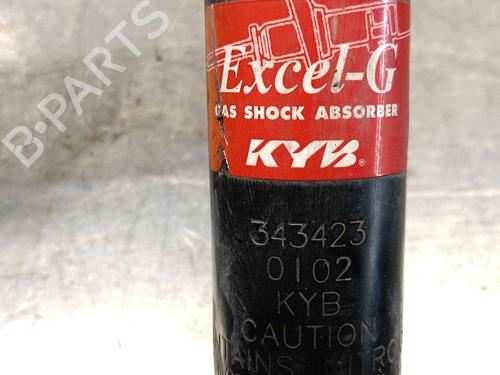 B-PARTS
Excel-G
GAS SHOCK ABSORBER
KYB®
343423
0102
KYB
CAUTION